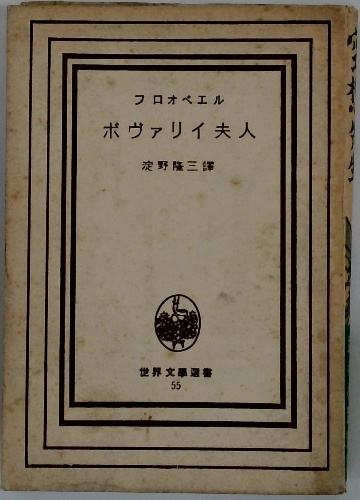 フロオベエル
ボヴァリイ夫人
淀野隆三譯
世界文學選書
55